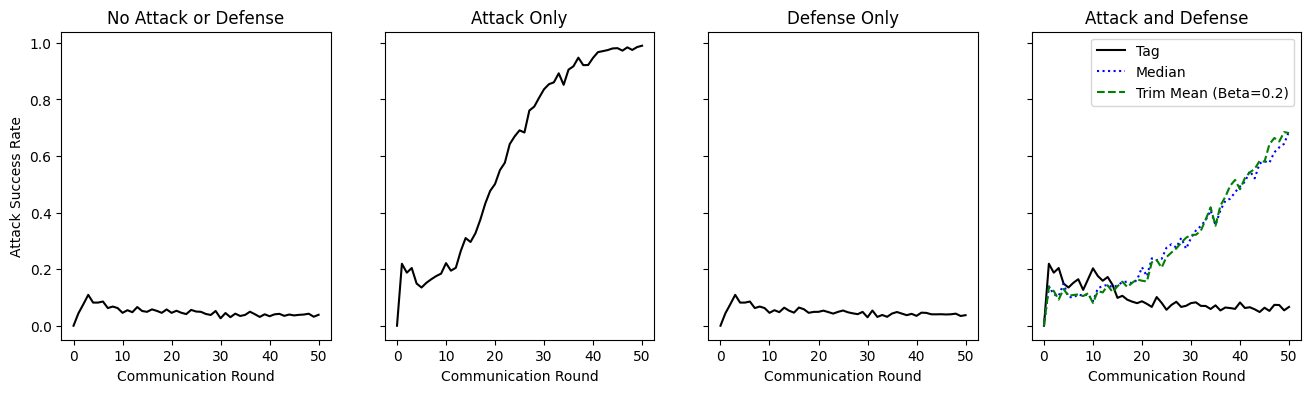 No Attack or Defense
Attack Only
Defense Only
Attack and Defense
Attack Success Rate
1.0
0.8
0.6
0.4
0.2
0.0
Tag
Median
Trim Mean (Beta=0.2)
0 10 20 30 40 50
0 10 20 30 40 50
0 10 20 30 40 50
0 10 20 30 40 50
Communication Round
Communication Round
Communication Round
Communication Round